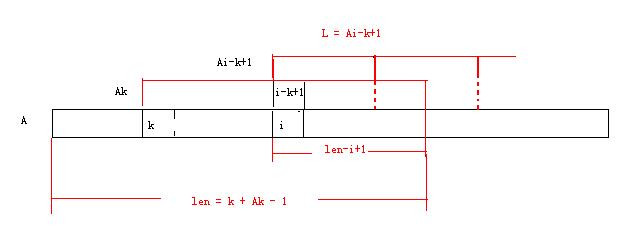 L = Ai-k+1
Ai-k+1
Ak
i-k+1
A
k
i
len-i+1
len = k + Ak - 1